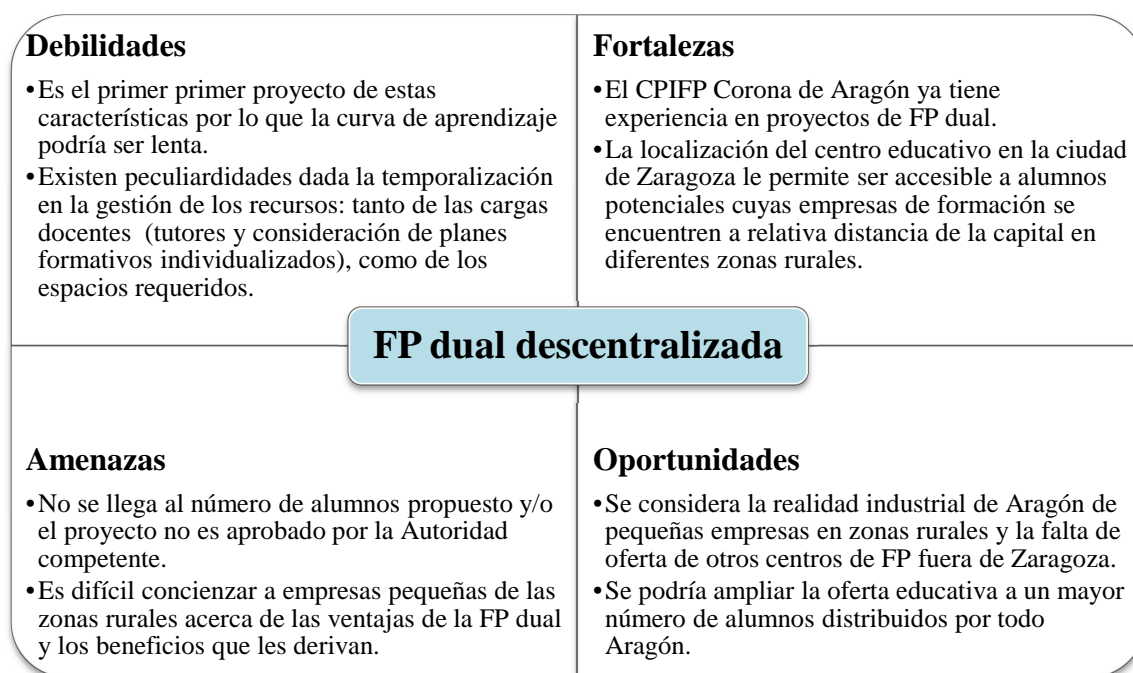 Debilidades
•Es el primer primer proyecto de estas
características por lo que la curva de aprendizaje
podría ser lenta.
•Existen peculiardidades dada la temporalización
en la gestión de los recursos: tanto de las cargas
docentes (tutores y consideración de planes
formativos individualizados), como de los
espacios requeridos.
Fortalezas
•El CPIFP Corona de Aragón ya tiene
experiencia en proyectos de FP dual.
•La localización del centro educativo en la ciudad
de Zaragoza le permite ser accesible a alumnos
potenciales cuyas empresas de formación se
encuentren a relativa distancia de la capital en
diferentes zonas rurales.
FP dual descentralizada
Amenazas
•No se llega al número de alumnos propuesto y/o
el proyecto no es aprobado por la Autoridad
competente.
•Es difícil concienzar a empresas pequeñas de las
zonas rurales acerca de las ventajas de la FP dual
y los beneficios que les derivan.
Oportunidades
•Se considera la realidad industrial de Aragón de
pequeñas empresas en zonas rurales y la falta de
oferta de otros centros de FP fuera de Zaragoza.
•Se podría ampliar la oferta educativa a un mayor
número de alumnos distribuidos por todo
Aragón.